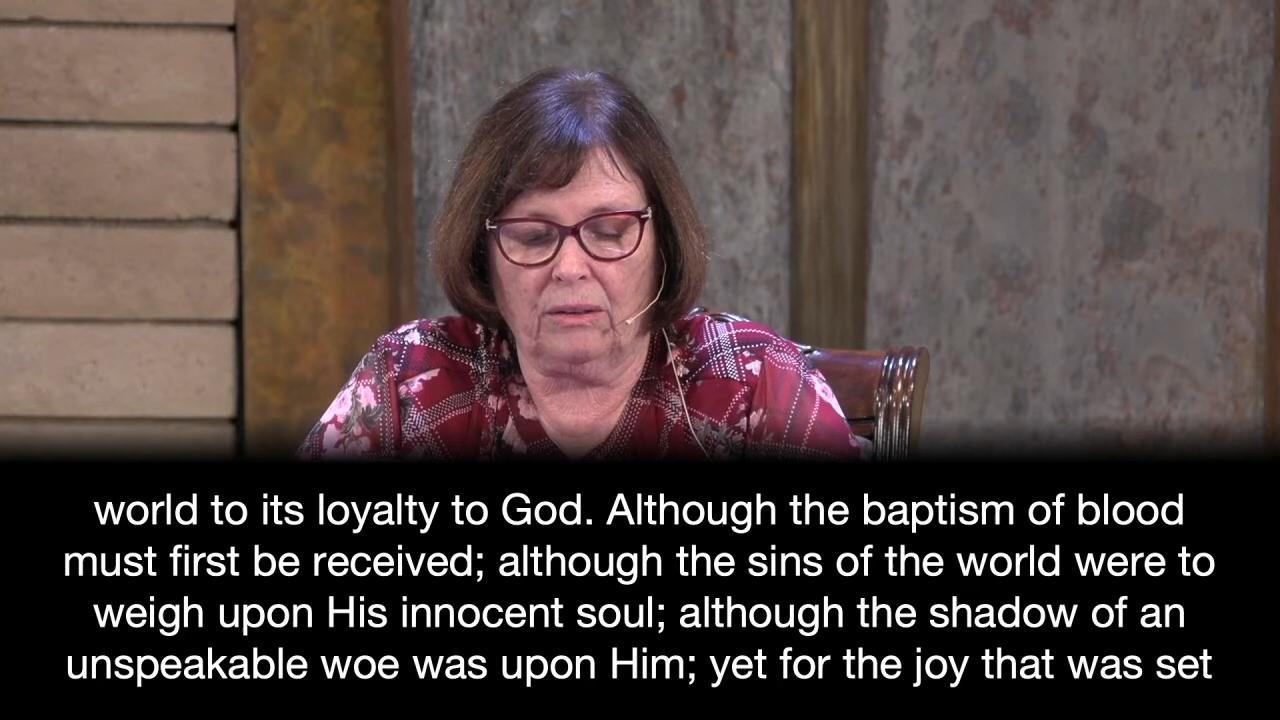 world to its loyalty to God. Although the baptism of blood
must first be received; although the sins of the world were to
weigh upon His innocent soul; although the shadow of an
unspeakable woe was upon Him; yet for the joy that was set